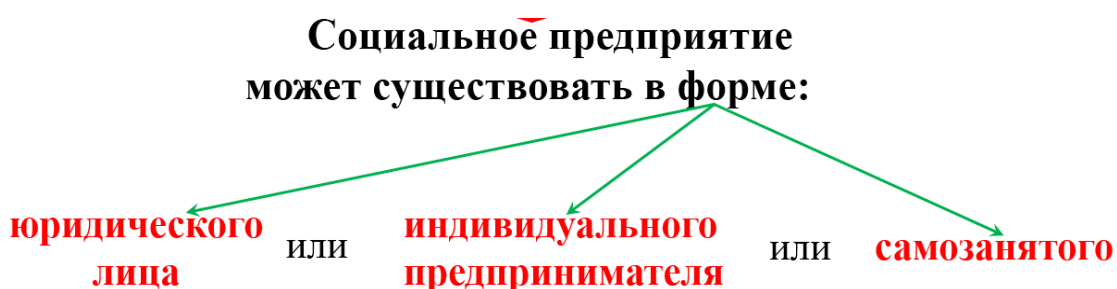 Социальное предприятие
может существовать в форме:
юридического лица
или
индивидуального предпринимателя
или
самозанятого